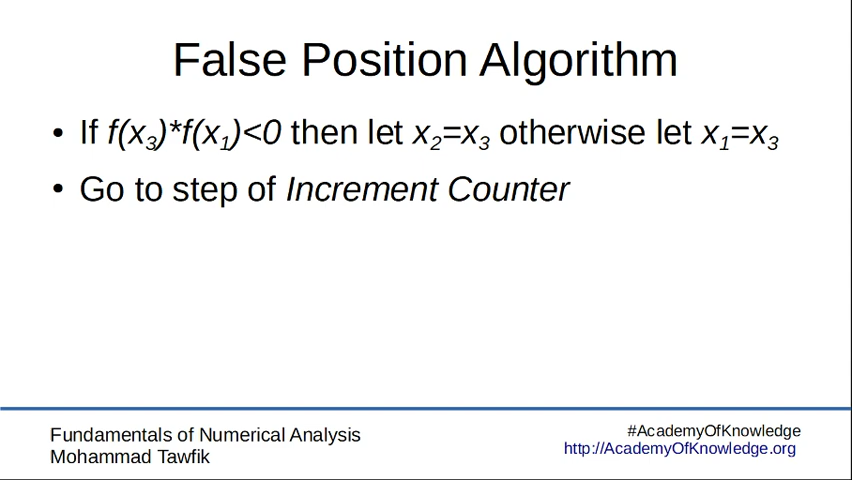 False Position Algorithm
• If f(x₃)*f(x₁)<0 then let x₂=x₃ otherwise let x₁=x₃
• Go to step of Increment Counter
Fundamentals of Numerical Analysis
Mohammad Tawfik
#AcademyOfKnowledge
http://AcademyOfKnowledge.org